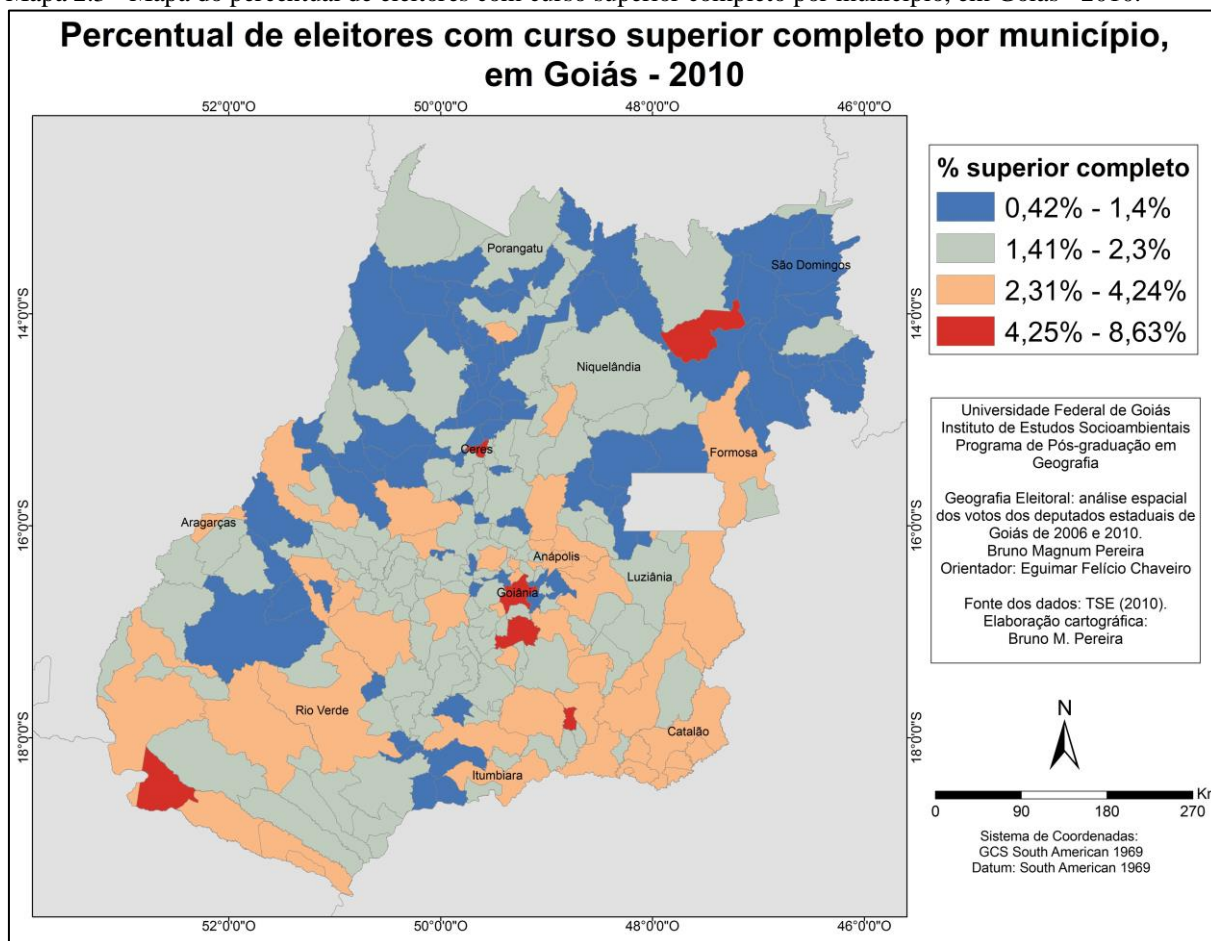 Percentual de eleitores com curso superior completo por município,
em Goiás - 2010
52°0'0"O
50°0'0"O
48°0'0"O
46°0'0"O
14°0'0"S
16°0'0"S
18°0'0"S
Porangatu
São Domingos
Niquelândia
Ceres
Formosa
Aragarças
Anápolis
Luziânia
Goiânia
Rio Verde
Catalão
Itumbiara
14°0'0"S
16°0'0"S
18°0'0"S
52°0'0"O
50°0'0"O
48°0'0"O
46°0'0"O
% superior completo
0,42% - 1,4%
1,41% - 2,3%
2,31% - 4,24%
4,25% - 8,63%
Universidade Federal de Goiás
Instituto de Estudos Socioambientais
Programa de Pós-graduação em
Geografia
Geografia Eleitoral: análise espacial
dos votos dos deputados estaduais de
Goiás de 2006 e 2010.
Bruno Magnum Pereira
Orientador: Eguimar Felício Chaveiro
Fonte dos dados: TSE (2010).
Elaboração cartográfica:
Bruno M. Pereira
N
Km
0 90 180 270
Sistema de Coordenadas:
GCS South American 1969
Datum: South American 1969